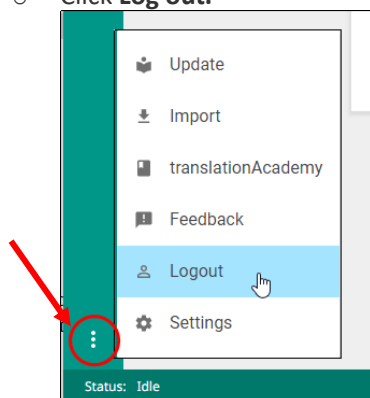 ○ Click Log out.
Update
Import
translationAcademy
Feedback
Logout
Settings
Status: Idle